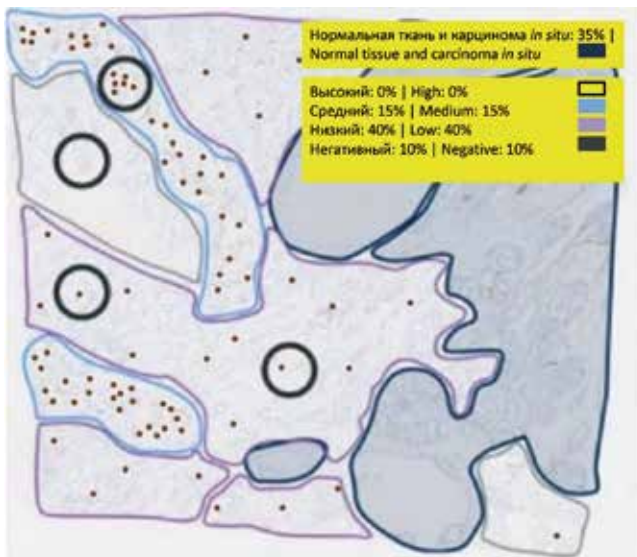 Нормальная ткань и карцинома in situ: 35% |
Normal tissue and carcinoma in situ
Высокий: 0% | High: 0%
Средний: 15% | Medium: 15%
Низкий: 40% | Low: 40%
Негативный: 10% | Negative: 10%